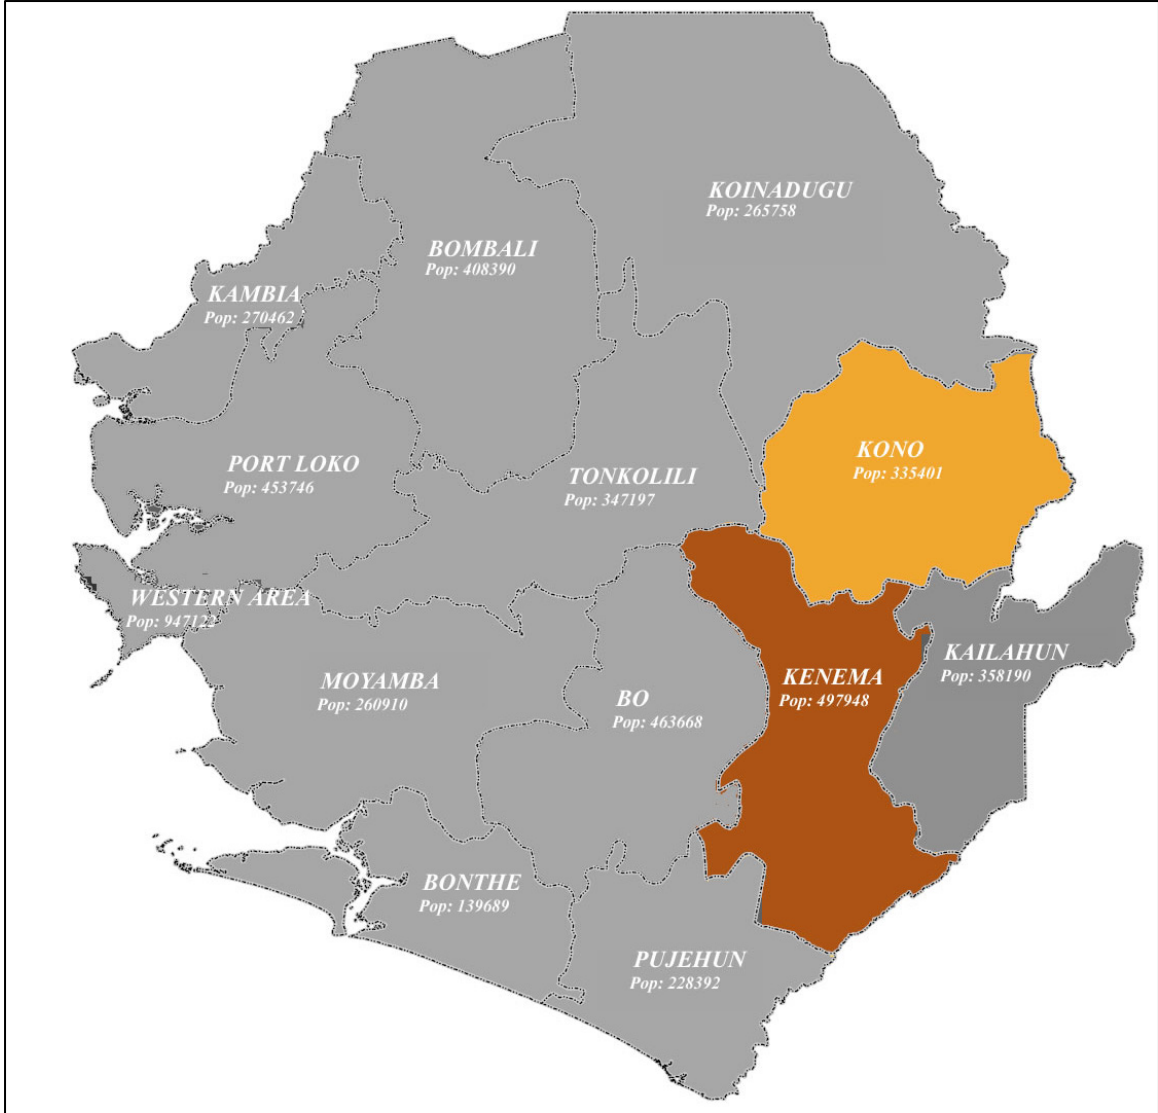 KOINADUGU
Pop: 265758
BOMBALI
Pop: 408390
KAMBIA
Pop: 270462
KONO
Pop: 335401
PORT LOKO
Pop: 453746
TONKOLILI
Pop: 347197
WESTERN AREA
Pop: 947122
KAILAHUN
Pop: 358190
MOYAMBA
Pop: 260910
BO
Pop: 463668
KENEMA
Pop: 497948
BONTHE
Pop: 139689
PUJEHUN
Pop: 228392